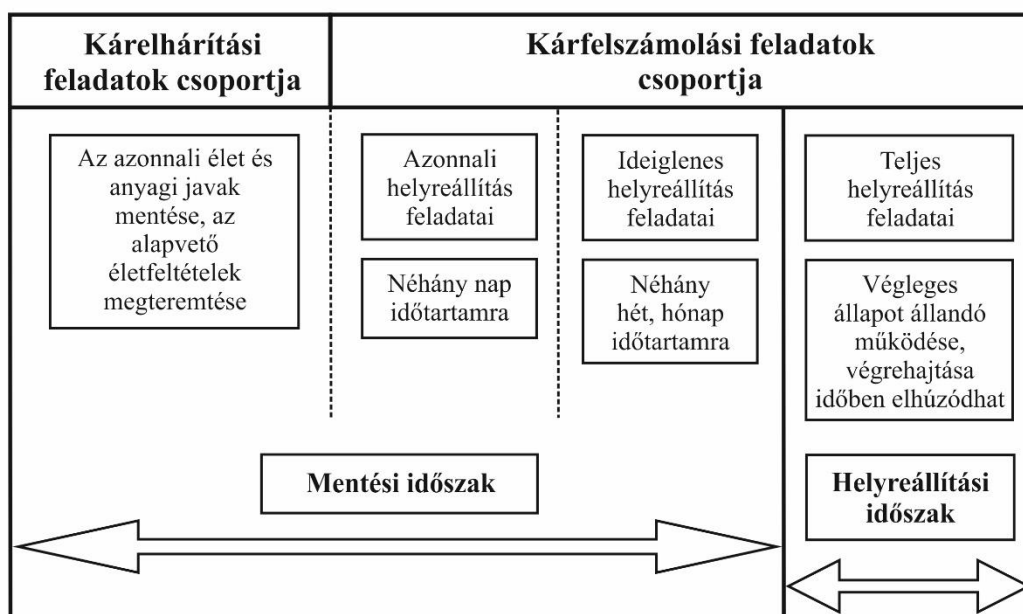 Kárelhárítási
feladatok csoportja
Kárfelszámolási feladatok
csoportja
Az azonnali élet és
anyagi javak
mentése, az
alapvető
életfeltételek
megteremtése
Azonnali
helyreállítás
feladatai
Néhány nap
időtartamra
Ideiglenes
helyreállítás
feladatai
Néhány
hét, hónap
időtartamra
Teljes
helyreállítás
feladatai
Végleges
állapot állandó
működése,
végrehajtása
időben elhúzódhat
Mentési időszak
Helyreállítási
időszak